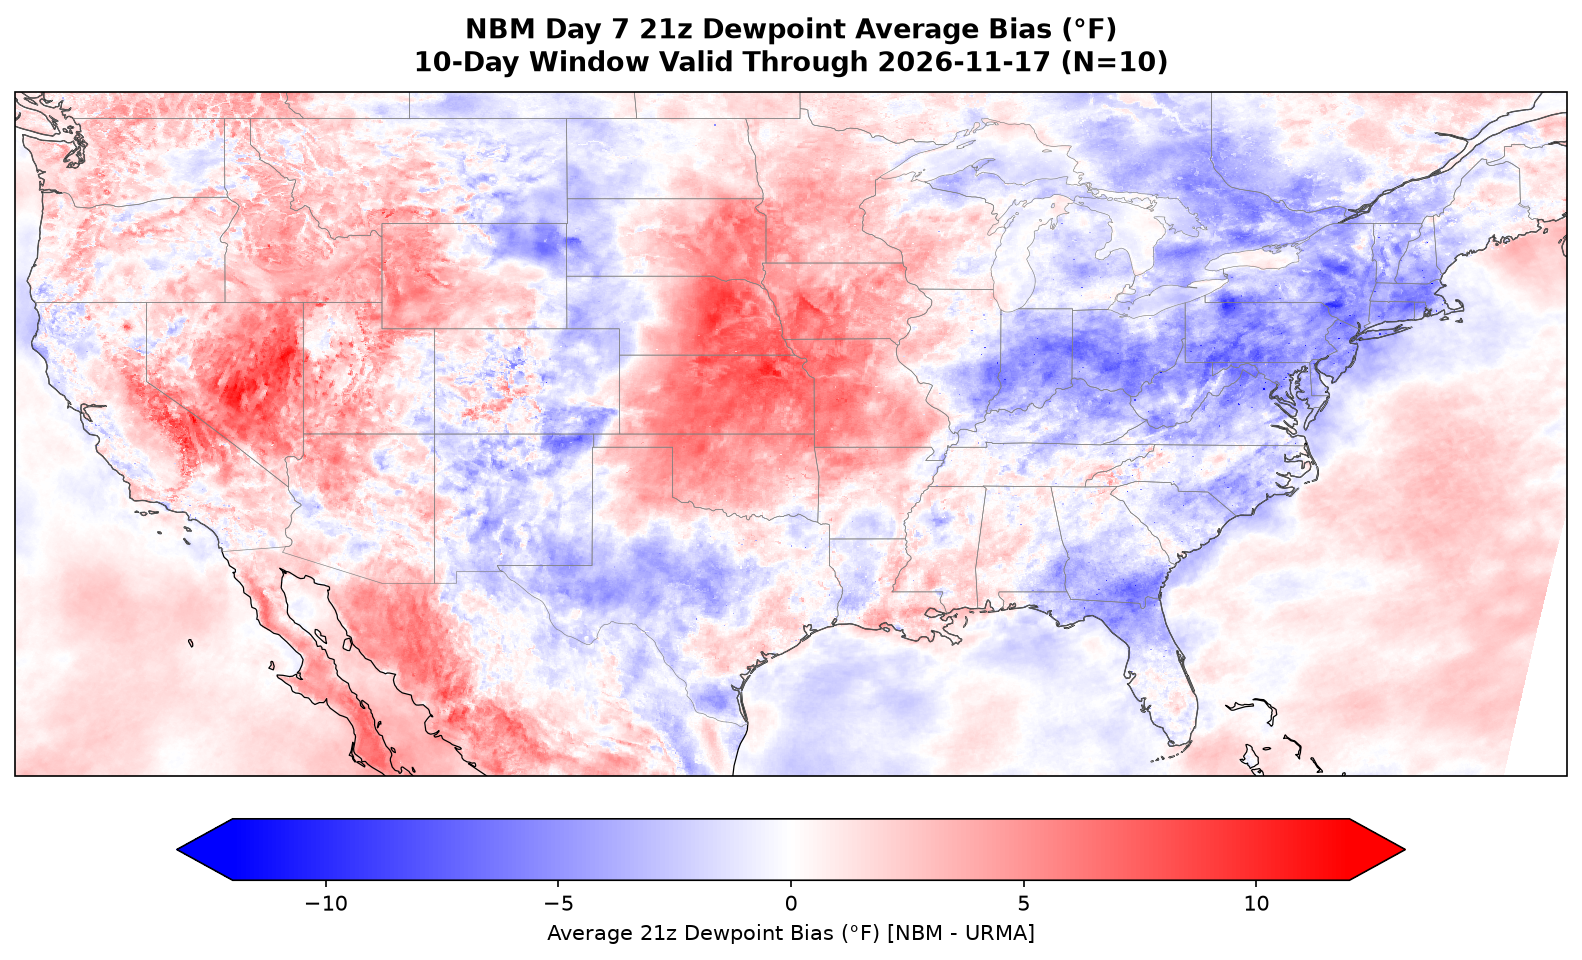 NBM Day 7 21z Dewpoint Average Bias (°F)
10-Day Window Valid Through 2026-11-17 (N=10)
−10 −5 0 5 10
Average 21z Dewpoint Bias (°F) [NBM - URMA]